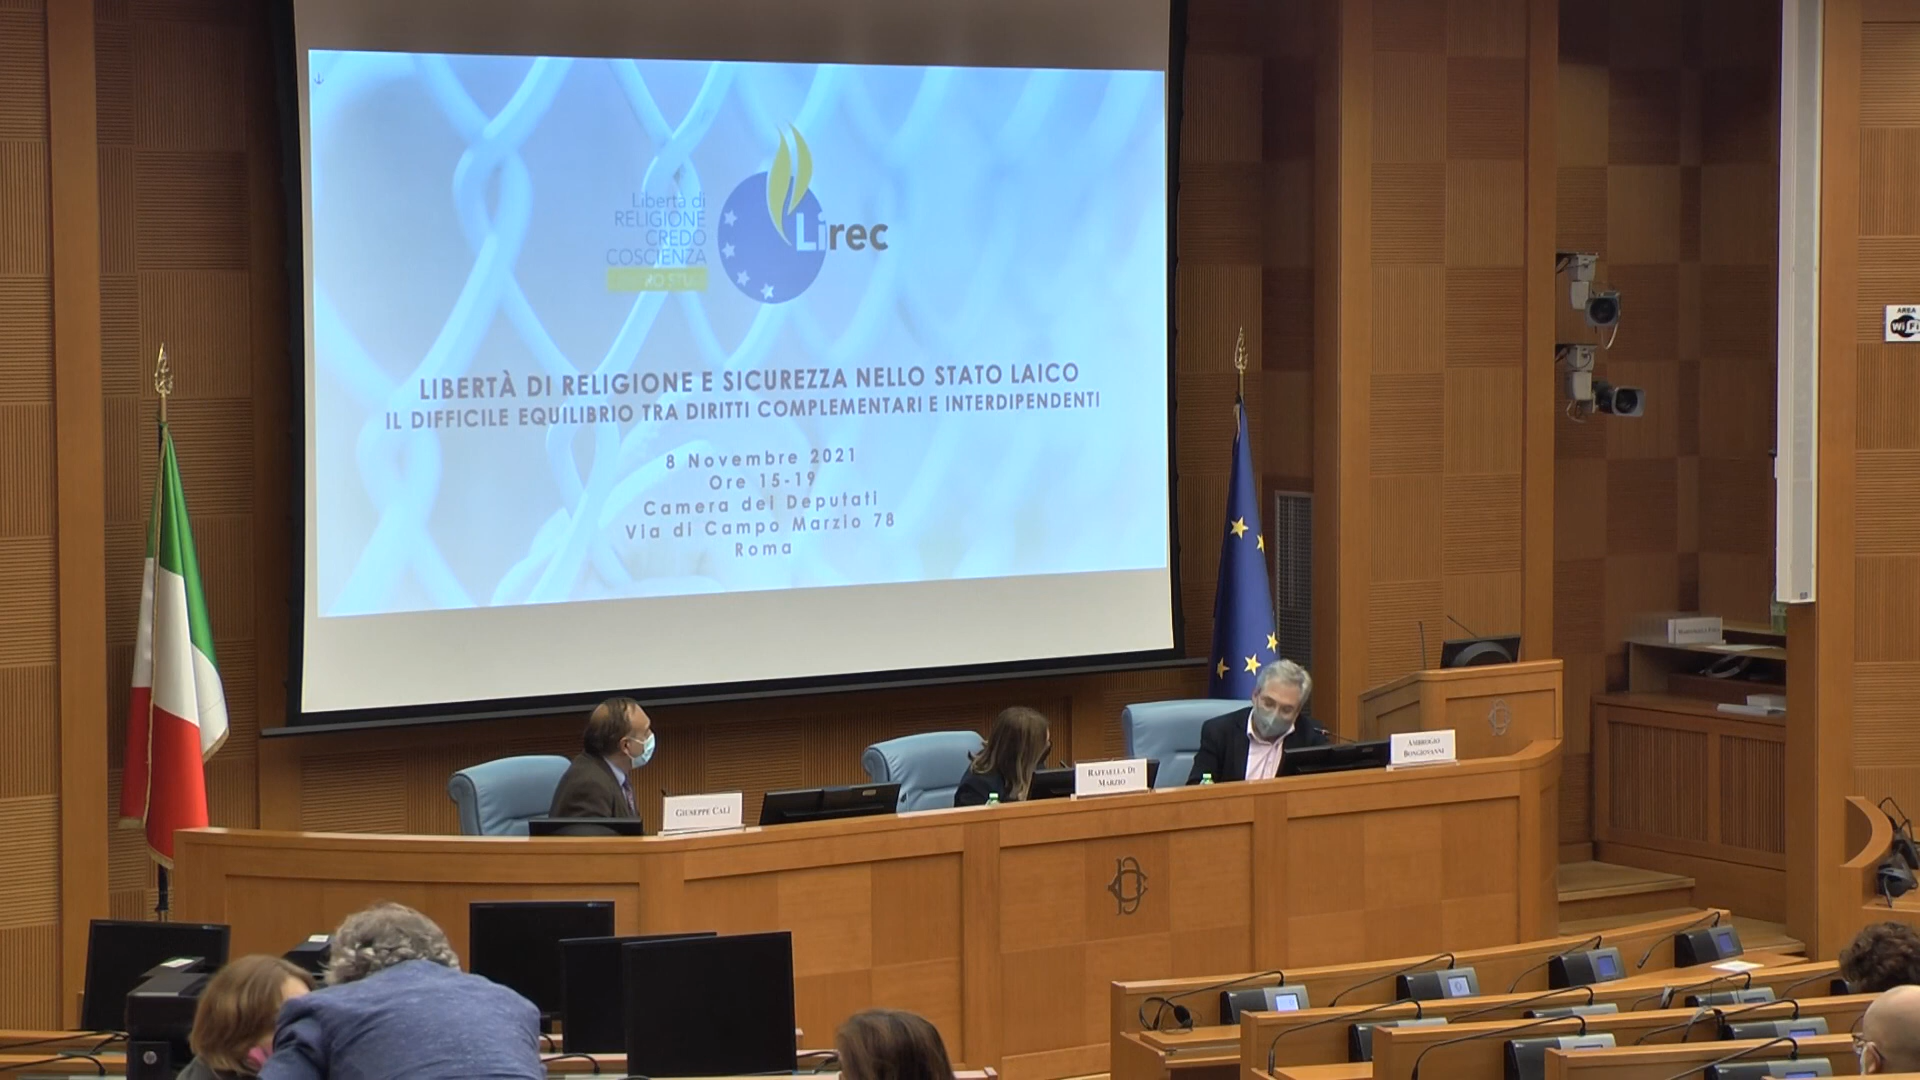 Libertà di
RELIGIONE
CREDO
COSCIENZA
Lirec
LIBERTÀ DI RELIGIONE E SICUREZZA NELLO STATO LAICO
IL DIFFICILE EQUILIBRIO TRA DIRITTI COMPLEMENTARI E INTERDIPENDENTI
8 Novembre 2021
Ore 15-19
Camera dei Deputati
Via di Campo Marzio 78
Roma
AREA
Wi Fi
GIUSEPPE CALÌ
RAFFAELLA DI
MARZIO
AMBROGIO
BONGIOVANNI